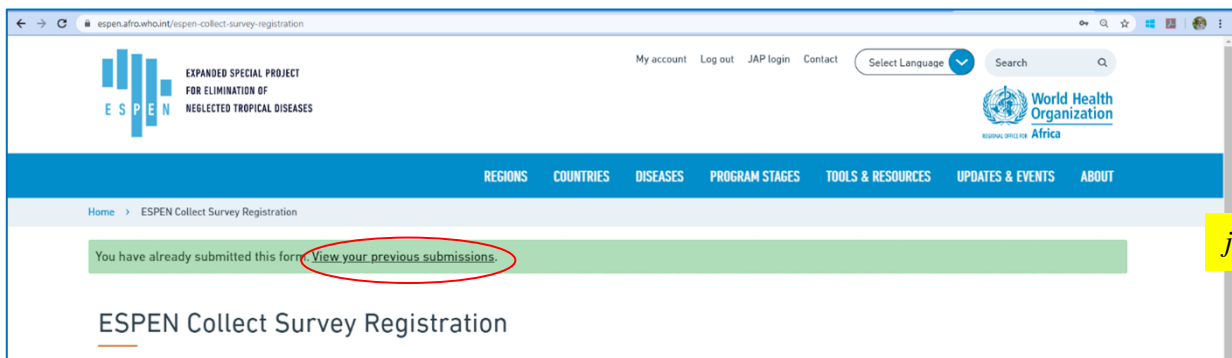 espen.afro.who.int/espen-collect-survey-registration
My account Log out JAP login Contact Select Language Search
EXPANDED SPECIAL PROJECT
FOR ELIMINATION OF
NEGLECTED TROPICAL DISEASES
ESPEN
World Health
Organization
REGIONAL OFFICE FOR Africa
REGIONS COUNTRIES DISEASES PROGRAM STAGES TOOLS & RESOURCES UPDATES & EVENTS ABOUT
Home > ESPEN Collect Survey Registration
You have already submitted this form. View your previous submissions.
j
ESPEN Collect Survey Registration